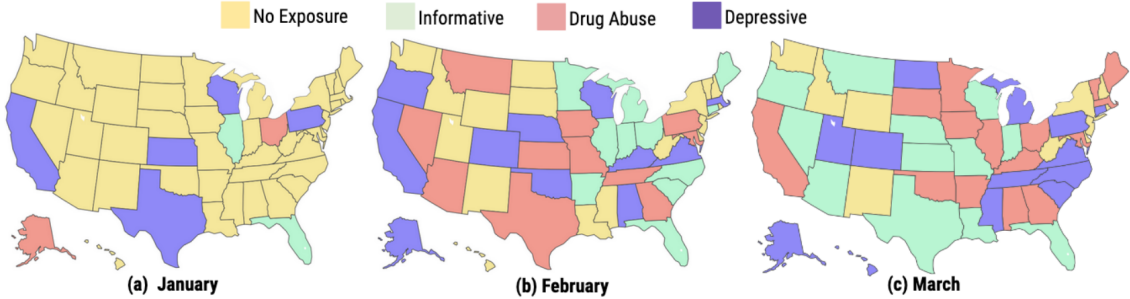 No Exposure Informative Drug Abuse Depressive
(a) January (b) February (c) March